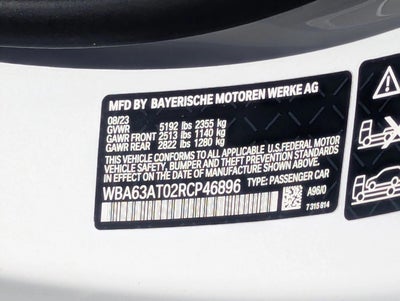 MFD BY BAYERISCHE MOTOREN WERKE AG
08/23
GVWR 5192 lbs 2355 kg
GAWR FRONT 2513 lbs 1140 kg
GAWR REAR 2822 lbs 1280 kg
THIS VEHICLE CONFORMS TO ALL APPLICABLE U.S. FEDERAL MOTOR
VEHICLE SAFETY, BUMPER, AND THEFT PREVENTION STANDARDS
IN EFFECT ON THE DATE OF MANUFACTURE SHOWN ABOVE.
WBA63AT02RCP46896 TYPE: PASSENGER CAR
A96/0
7 315 614